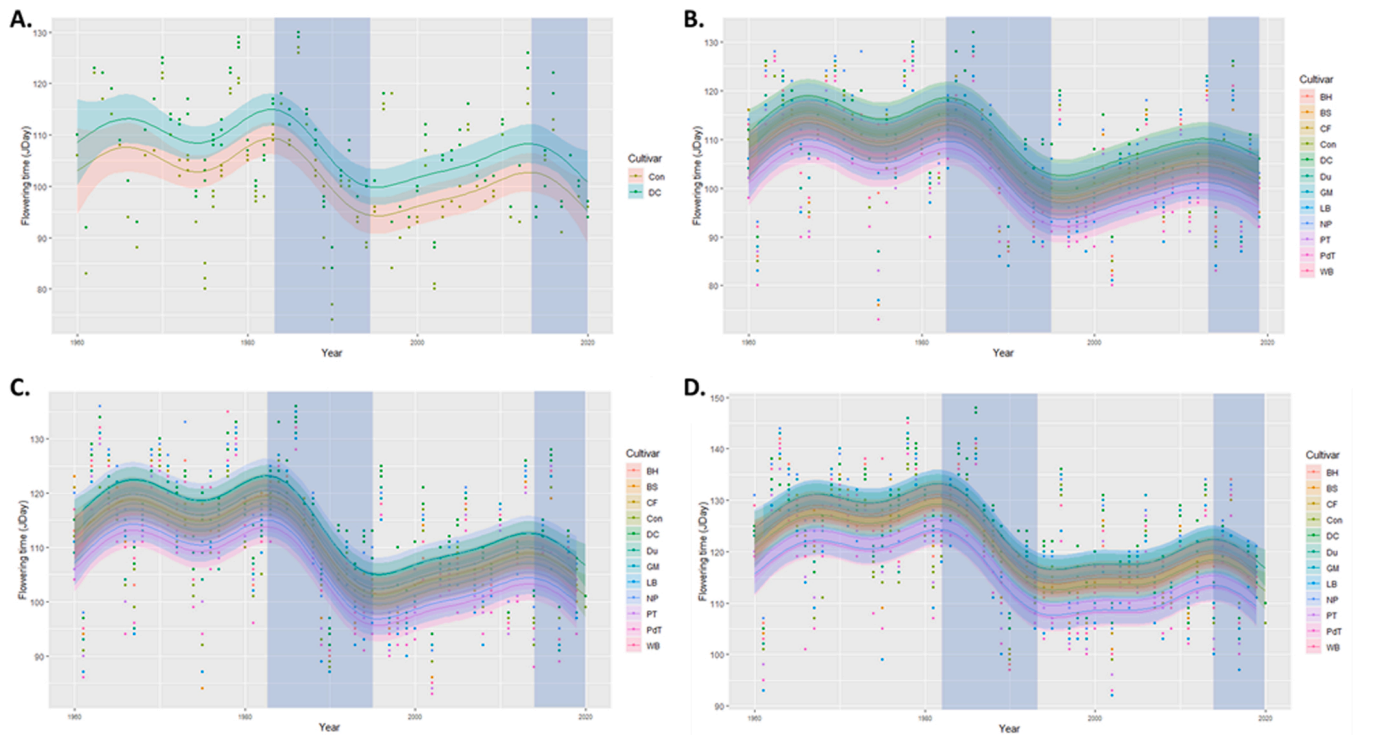 A.
130
120
110
100
90
80
Flowering time (JDay)
1960
1980
2000
2020
Year
Cultivar
Con
DC
B.
130
120
110
100
90
80
Flowering time (JDay)
1960
1980
2000
2020
Year
Cultivar
BH
BS
CF
Con
DC
Du
GM
LB
NP
PT
PdT
WB
C.
130
120
110
100
90
Flowering time (JDay)
1960
1980
2000
2020
Year
Cultivar
BH
BS
CF
Con
DC
Du
GM
LB
NP
PT
PdT
WB
D.
150
140
130
120
110
100
90
Flowering time (JDay)
1960
1980
2000
2020
Year
Cultivar
BH
BS
CF
Con
DC
Du
GM
LB
NP
PT
PdT
WB